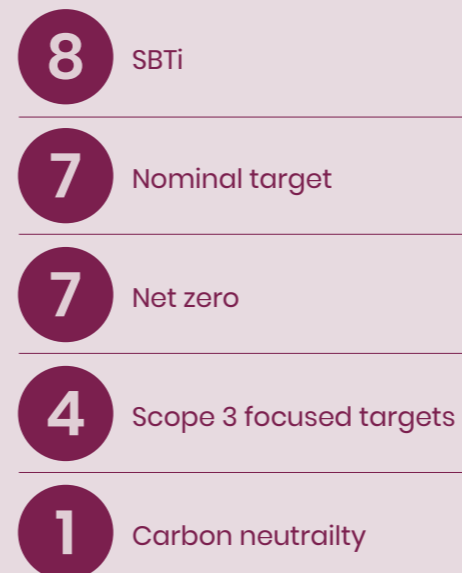 8 SBTi
7 Nominal target
7 Net zero
4 Scope 3 focused targets
1 Carbon neutrailty